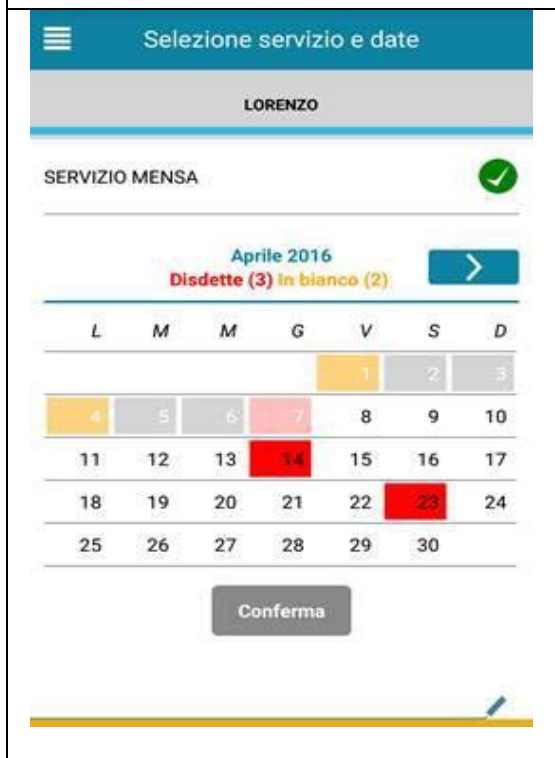 Selezione servizio e date
LORENZO
SERVIZIO MENSA
Aprile 2016
Disdette (3) In bianco (2)
L M M G V S D
1 2 3
4 5 6 7 8 9 10
11 12 13 14 15 16 17
18 19 20 21 22 23 24
25 26 27 28 29 30
Conferma